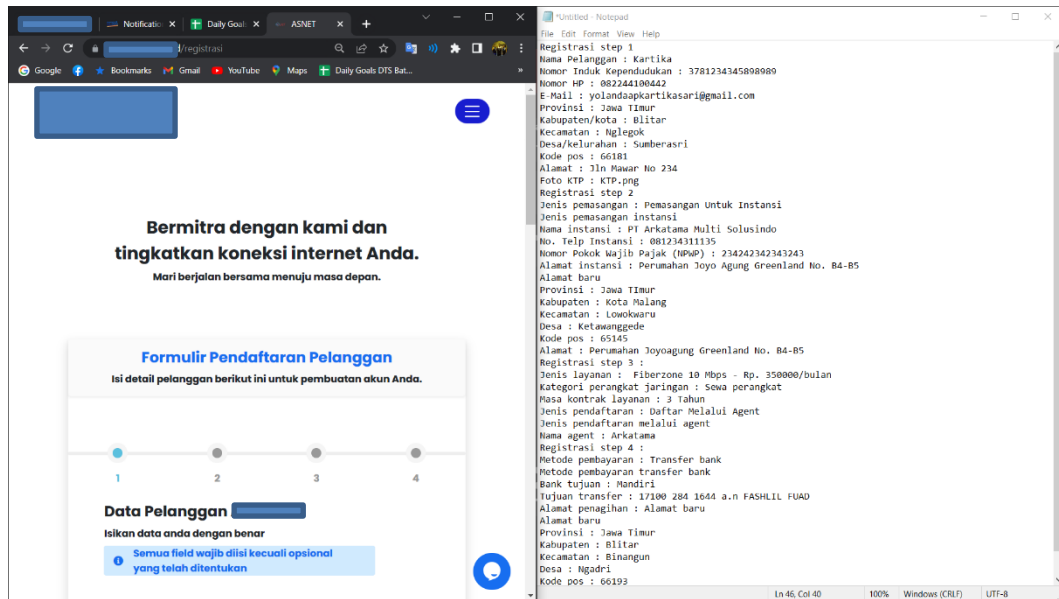 Notificatio
Daily Goal
ASNET
/registrasi
Google
Bookmarks
Gmail
YouTube
Maps
Daily Goals DTS Bat...
Bermitra dengan kami dan
tingkatkan koneksi internet Anda.
Mari berjalan bersama menuju masa depan.
Formulir Pendaftaran Pelanggan
Isi detail pelanggan berikut ini untuk pembuatan akun Anda.
1 2 3 4
Data Pelanggan
Isikan data anda dengan benar
Semua field wajib diisi kecuali opsional
yang telah ditentukan
*Untitled - Notepad
File Edit Format View Help
Registrasi step 1
Nama Pelanggan : Kartika
Nomor Induk Kependudukan : 3781234345898989
Nomor HP : 082244100442
E-Mail : yolandaapkartikasari@gmail.com
Provinsi : Jawa TImur
Kabupaten/kota : Blitar
Kecamatan : Nglegok
Desa/kelurahan : Sumberasri
Kode pos : 66181
Alamat : Jln Mawar No 234
Foto KTP : KTP.png
Registrasi step 2
Jenis pemasangan : Pemasangan Untuk Instansi
Jenis pemasangan instansi
Nama instansi : PT Arkatama Multi Solusindo
No. Telp Instansi : 081234311135
Nomor Pokok Wajib Pajak (NPWP) : 234242342343243
Alamat instansi : Perumahan Joyo Agung Greenland No. B4-B5
Alamat baru
Provinsi : Jawa TImur
Kabupaten : Kota Malang
Kecamatan : Lowokwaru
Desa : Ketawanggede
Kode pos : 65145
Alamat : Perumahan Joyoagung Greenland No. B4-B5
Registrasi step 3 :
Jenis layanan :  Fiberzone 10 Mbps - Rp. 350000/bulan
Kategori perangkat jaringan : Sewa perangkat
Masa kontrak layanan : 3 Tahun
Jenis pendaftaran : Daftar Melalui Agent
Jenis pendaftaran melalui agent
Nama agent : Arkatama
Registrasi step 4 :
Metode pembayaran : Transfer bank
Metode pembayaran transfer bank
Bank tujuan : Mandiri
Tujuan transfer : 17100 284 1644 a.n FASHLIL FUAD
Alamat penagihan : Alamat baru
Alamat baru
Provinsi : Jawa Timur
Kabupaten : Blitar
Kecamatan : Binangun
Desa : Ngadri
Kode pos : 66193
Ln 46, Col 40 100% Windows (CRLF) UTF-8